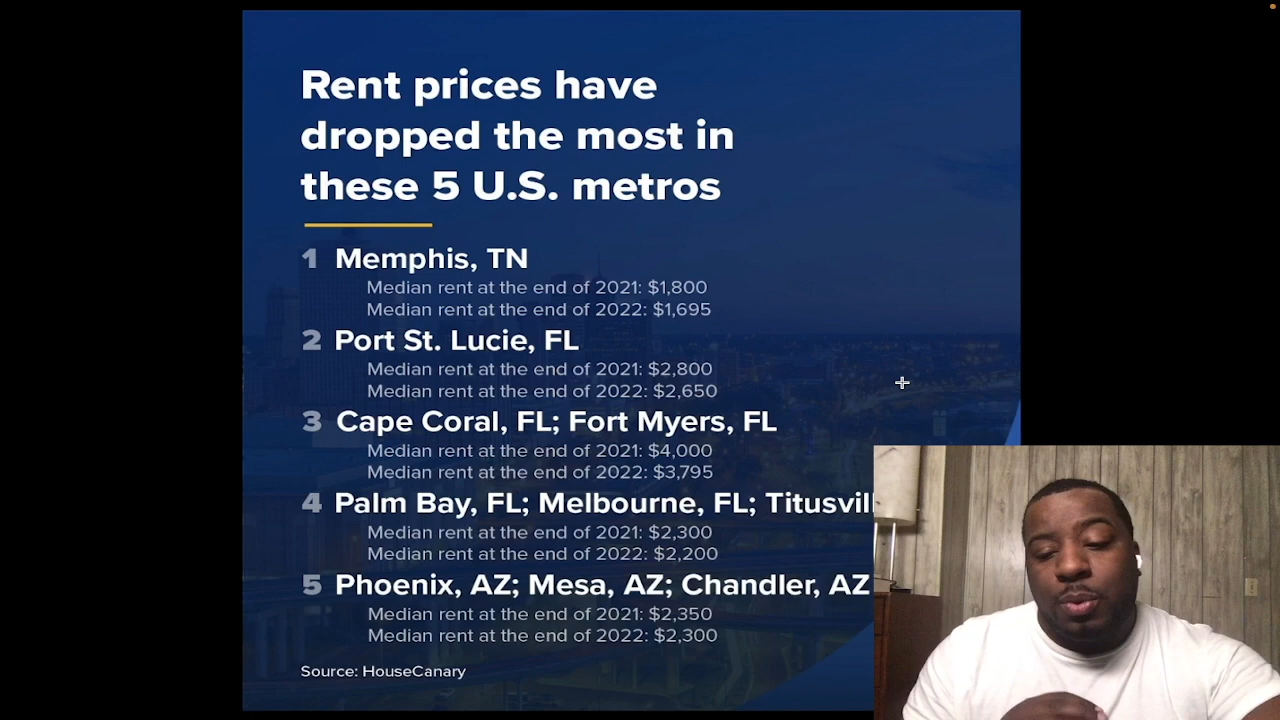 Rent prices have
dropped the most in
these 5 U.S. metros
1 Memphis, TN
Median rent at the end of 2021: $1,800
Median rent at the end of 2022: $1,695
2 Port St. Lucie, FL
Median rent at the end of 2021: $2,800
Median rent at the end of 2022: $2,650
3 Cape Coral, FL; Fort Myers, FL
Median rent at the end of 2021: $4,000
Median rent at the end of 2022: $3,795
4 Palm Bay, FL; Melbourne, FL;
Median rent at the end of 2021: $2,300
Median rent at the end of 2022: $2,200
5 Phoenix, AZ; Mesa, AZ; Chandler, AZ
Median rent at the end of 2021: $2,350
Median rent at the end of 2022: $2,300
Source: HouseCanary